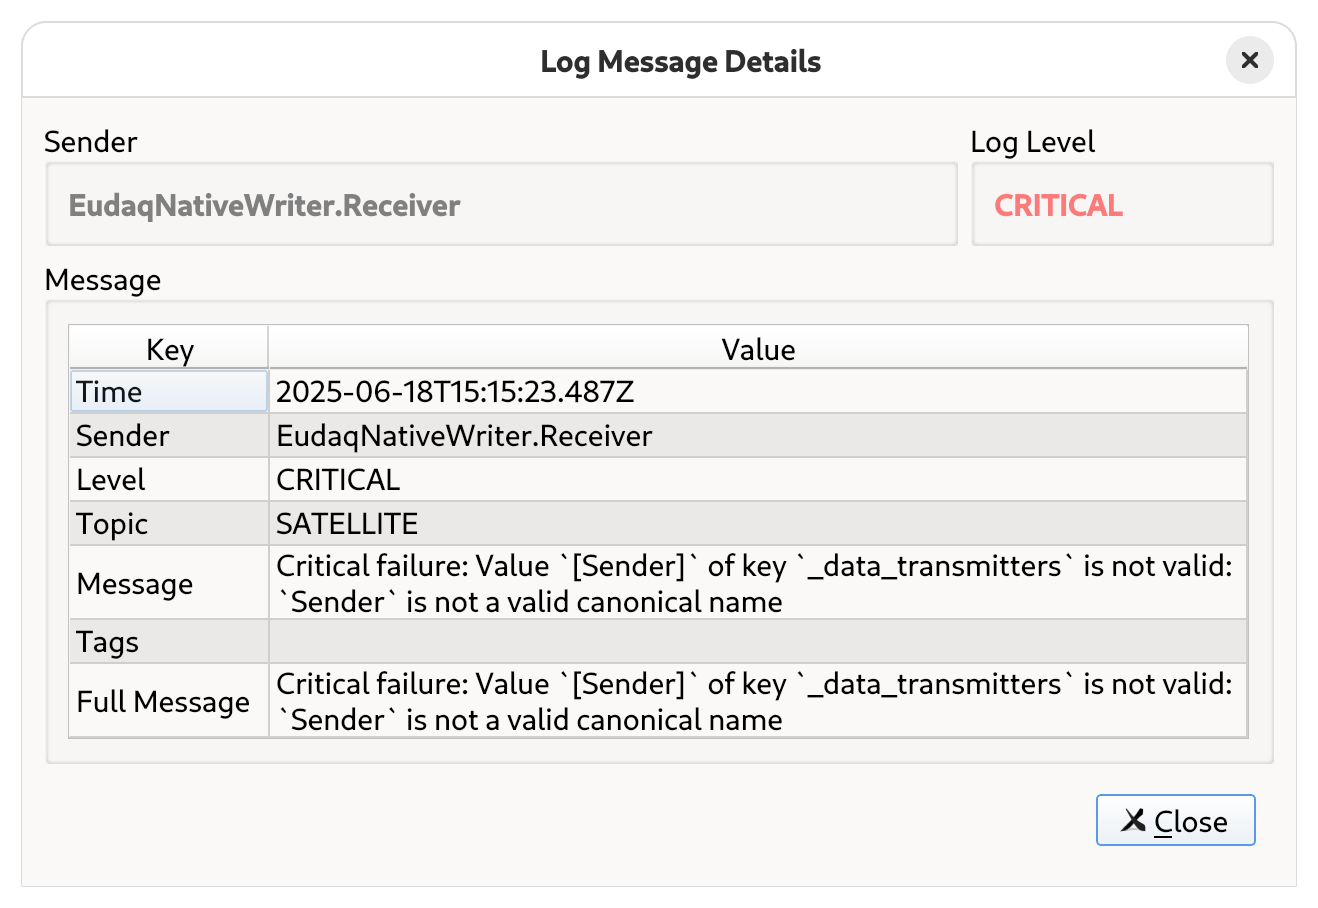 Log Message Details
Sender
Log Level
EudaqNativeWriter.Receiver
CRITICAL
Message
Key
Value
Time
2025-06-18T15:15:23.487Z
Sender
EudaqNativeWriter.Receiver
Level
CRITICAL
Topic
SATELLITE
Message
Critical failure: Value `[Sender]` of key `_data_transmitters` is not valid:
`Sender` is not a valid canonical name
Tags
Full Message
Critical failure: Value `[Sender]` of key `_data_transmitters` is not valid:
`Sender` is not a valid canonical name
Close